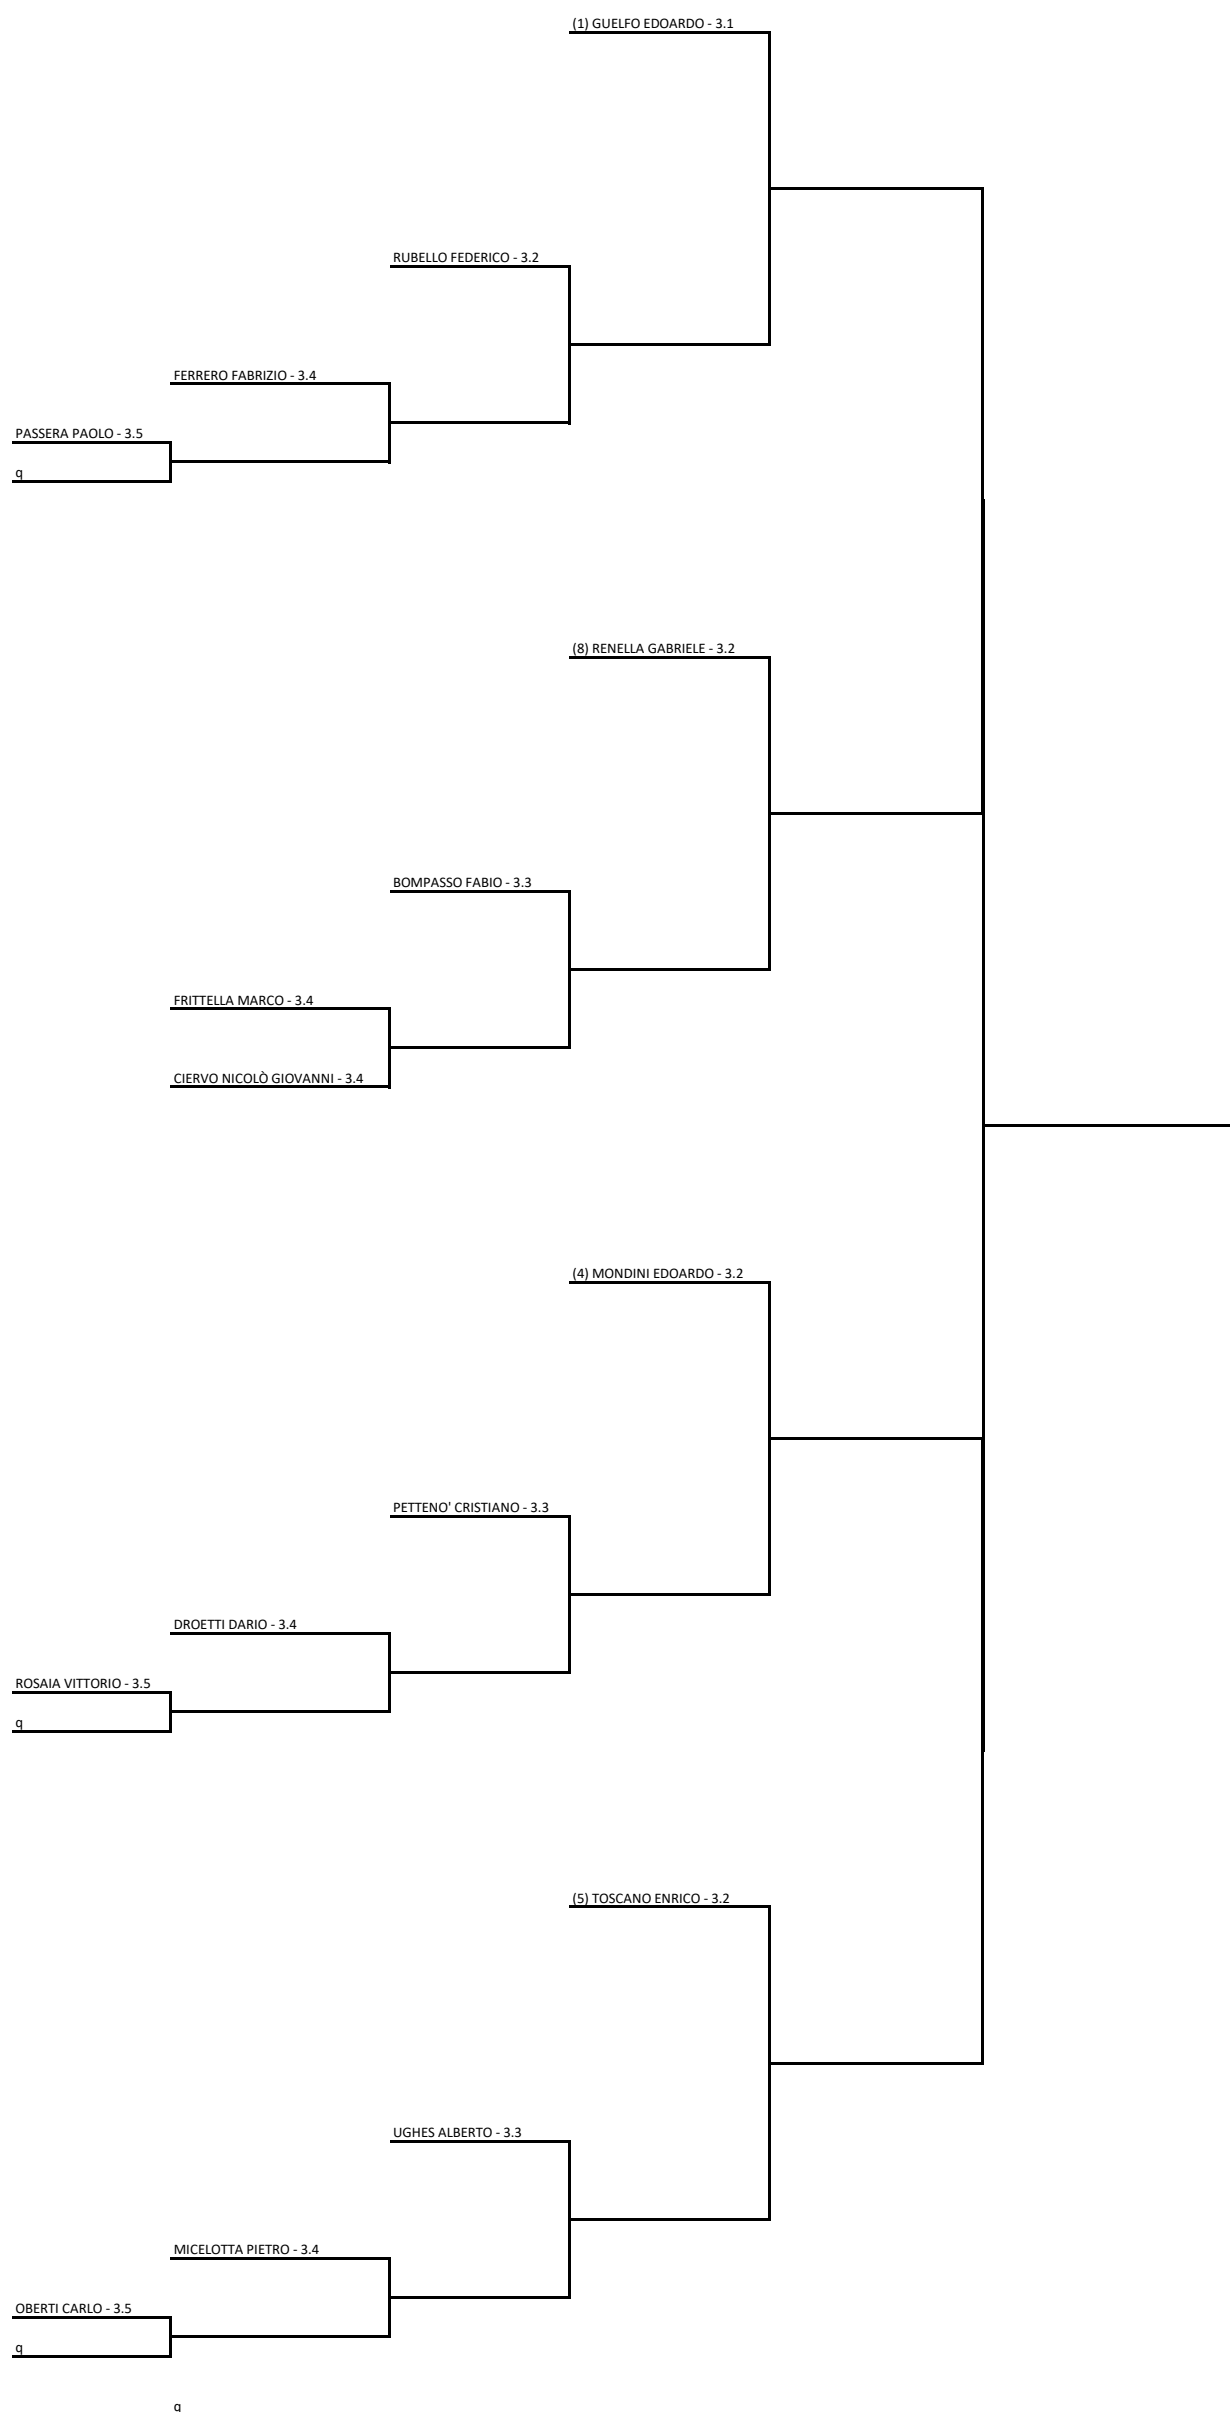 (1) GUELFO EDOARDO - 3.1
RUBELLO FEDERICO - 3.2
FERRERO FABRIZIO - 3.4
PASSERA PAOLO - 3.5
q
(8) RENELLA GABRIELE - 3.2
BOMPASSO FABIO - 3.3
FRITTELLA MARCO - 3.4
CIERVO NICOLÒ GIOVANNI - 3.4
(4) MONDINI EDOARDO - 3.2
PETTENO' CRISTIANO - 3.3
DROETTI DARIO - 3.4
ROSAIA VITTORIO - 3.5
q
(5) TOSCANO ENRICO - 3.2
UGHES ALBERTO - 3.3
MICELOTTA PIETRO - 3.4
OBERTI CARLO - 3.5
q
q